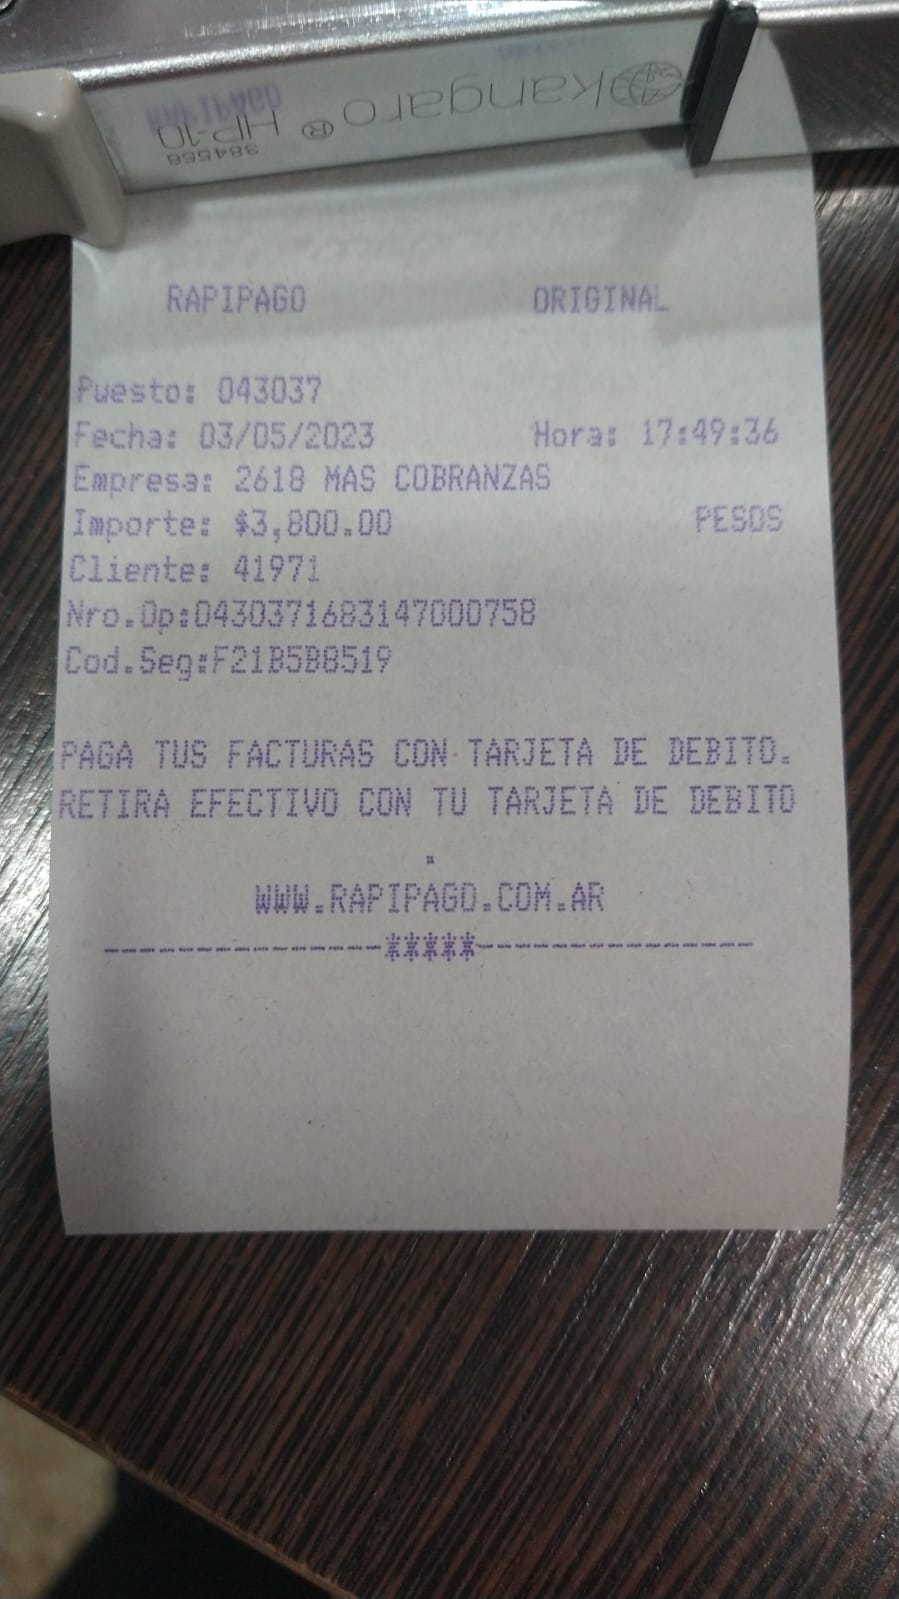 kangaro®
HP-10
384558
RAPIPAGO
RAPIPAGO ORIGINAL
Puesto: 043037
Fecha: 03/05/2023 Hora: 17:49:36
Empresa: 2618 MAS COBRANZAS
Importe: $3,800.00 PESOS
Cliente: 41971
Nro.Op:0430371683147000758
Cod.Seg:F21B5B8519
PAGA TUS FACTURAS CON TARJETA DE DEBITO.
RETIRA EFECTIVO CON TU TARJETA DE DEBITO
.
WWW.RAPIPAGO.COM.AR
----------------*****----------------